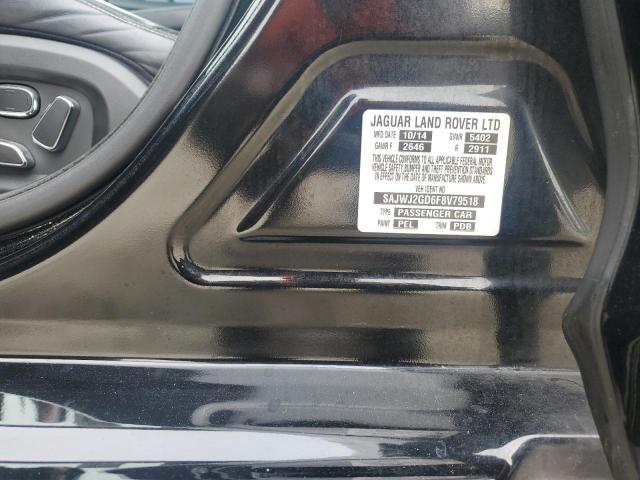 JAGUAR LAND ROVER LTD
MFD DATE 10/14 GVWR 5402
GAWR F 2646 R 2911
THIS VEHICLE CONFORMS TO ALL APPLICABLE FEDERAL MOTOR
VEHICLE SAFETY, BUMPER AND THEFT PREVENTION STANDARDS
IN EFFECT ON THE DATE OF MANUFACTURE SHOWN ABOVE.
VEH IDENT NO
SAJWJ2GD6F8V79518
TYPE PASSENGER CAR
PAINT PEL TRIM PDB